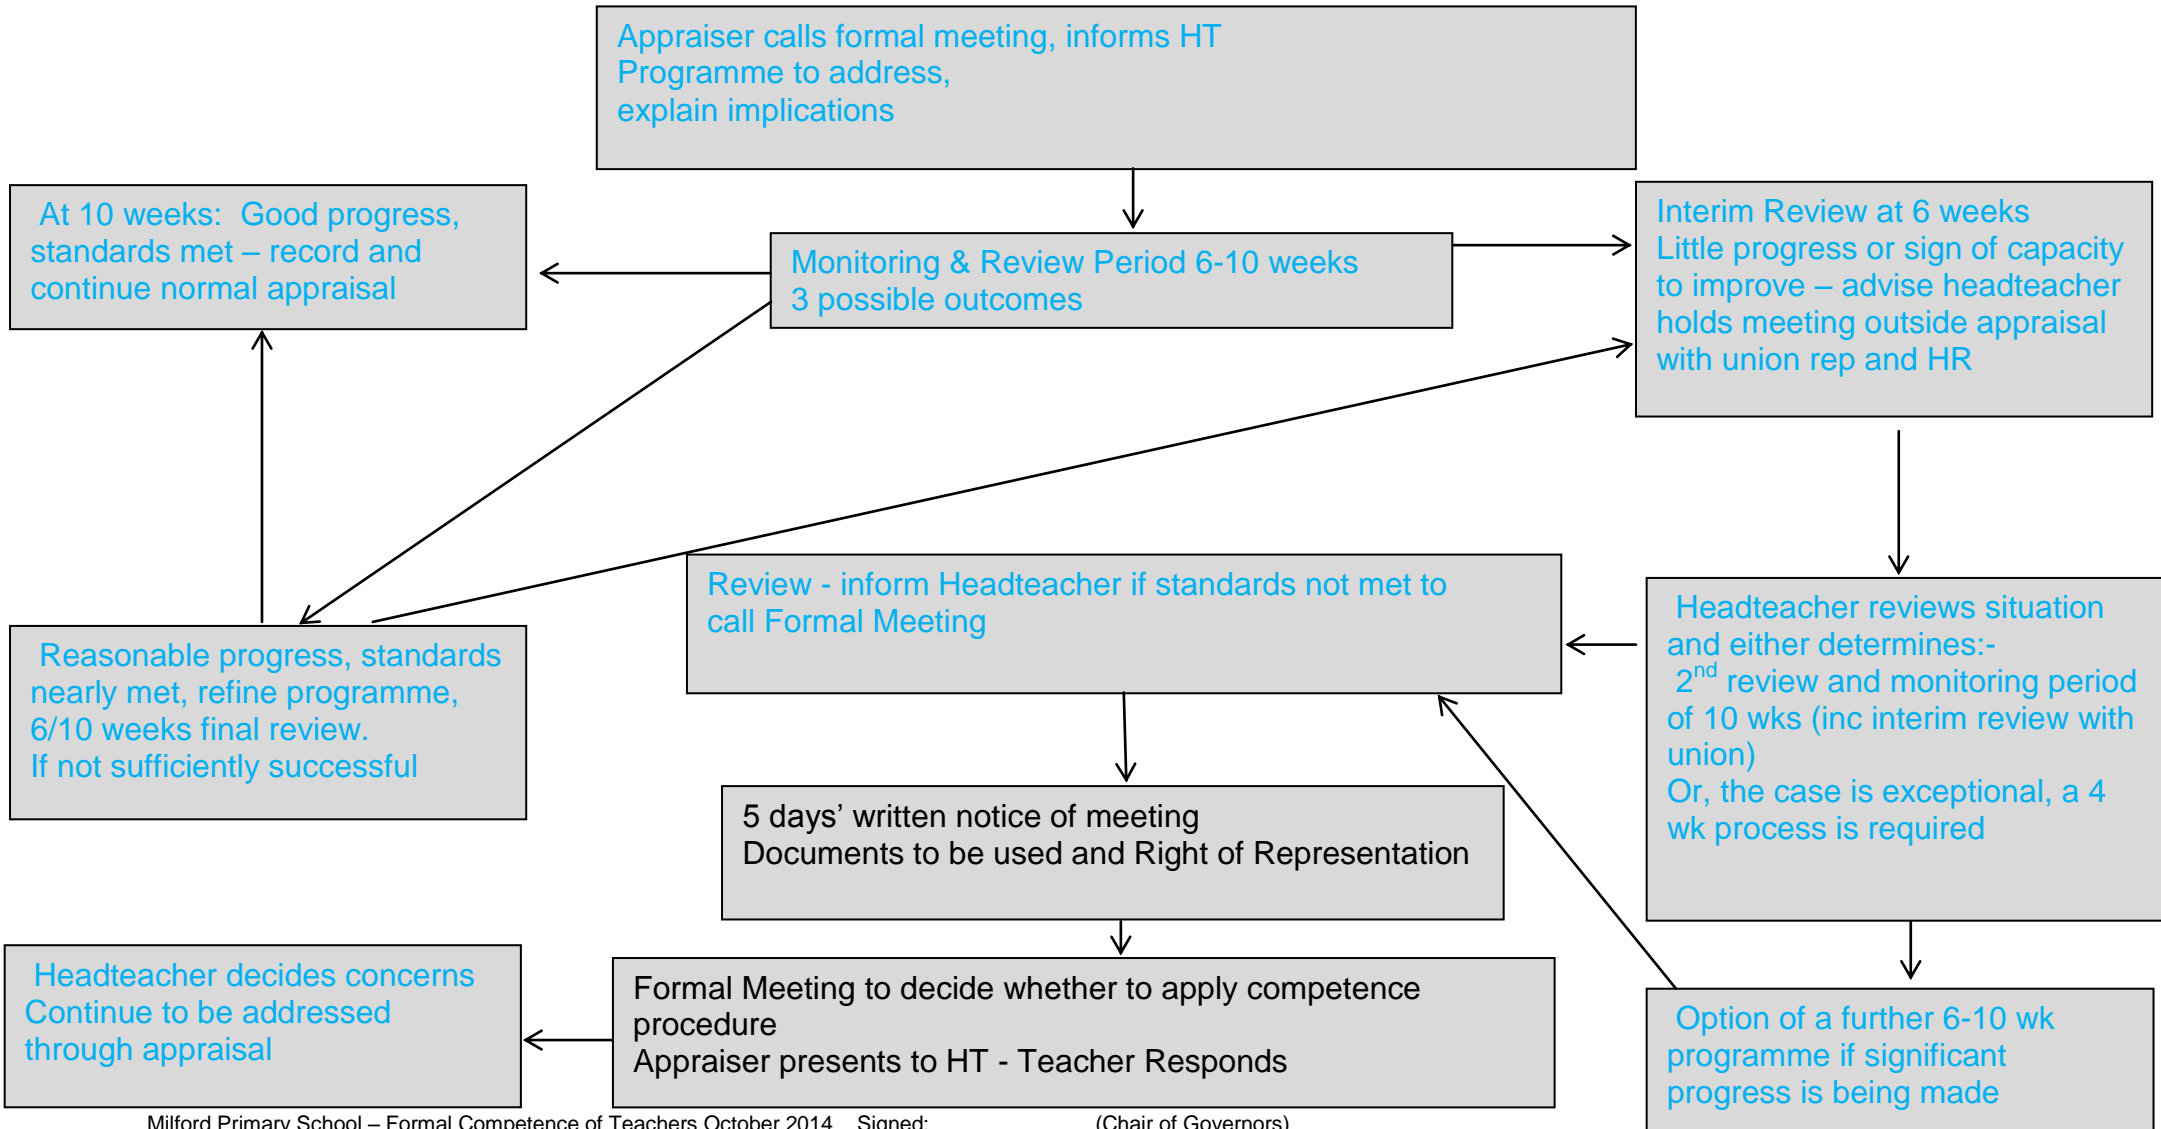 Appraiser calls formal meeting, informs HT
Programme to address,
explain implications
At 10 weeks: Good progress,
standards met – record and
continue normal appraisal
Monitoring & Review Period 6-10 weeks
3 possible outcomes
Interim Review at 6 weeks
Little progress or sign of capacity
to improve – advise headteacher
holds meeting outside appraisal
with union rep and HR
Reasonable progress, standards
nearly met, refine programme,
6/10 weeks final review.
If not sufficiently successful
Review - inform Headteacher if standards not met to
call Formal Meeting
Headteacher reviews situation
and either determines:-
2nd review and monitoring period
of 10 wks (inc interim review with
union)
Or, the case is exceptional, a 4
wk process is required
5 days’ written notice of meeting
Documents to be used and Right of Representation
Headteacher decides concerns
Continue to be addressed
through appraisal
Formal Meeting to decide whether to apply competence
procedure
Appraiser presents to HT - Teacher Responds
Option of a further 6-10 wk
programme if significant
progress is being made
Milford Primary School – Formal Competence of Teachers October 2014 Signed: (Chair of Governors)